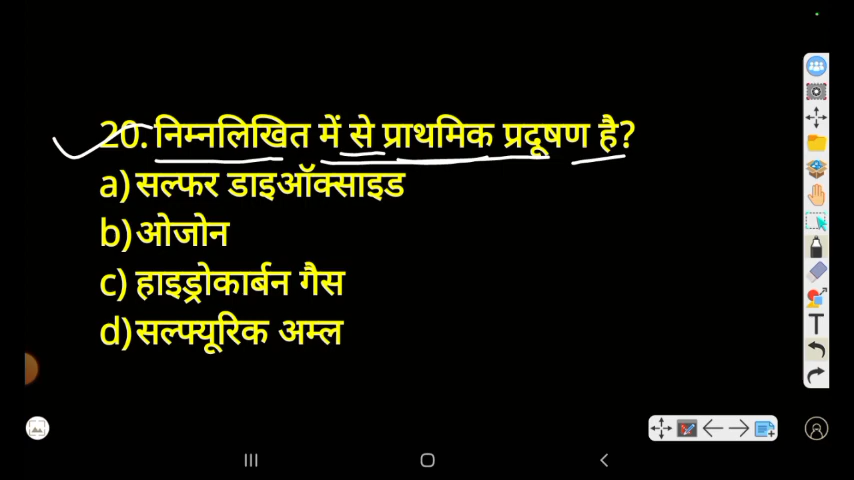 20. निम्नलिखित में से प्राथमिक प्रदूषण है?
a) सल्फर डाइऑक्साइड
b) ओजोन
c) हाइड्रोकार्बन गैस
d) सल्फ्यूरिक अम्ल
T